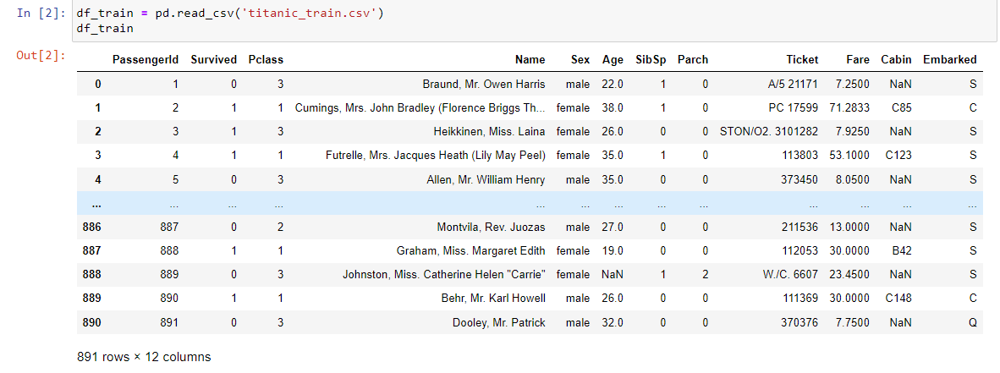 In [2]: df_train = pd.read_csv('titanic_train.csv')
df_train
Out[2]:
PassengerId Survived Pclass Name Sex Age SibSp Parch Ticket Fare Cabin Embarked
0 1 0 3 Braund, Mr. Owen Harris male 22.0 1 0 A/5 21171 7.2500 NaN S
1 2 1 1 Cumings, Mrs. John Bradley (Florence Briggs Th... female 38.0 1 0 PC 17599 71.2833 C85 C
2 3 1 3 Heikkinen, Miss. Laina female 26.0 0 0 STON/O2. 3101282 7.9250 NaN S
3 4 1 1 Futrelle, Mrs. Jacques Heath (Lily May Peel) female 35.0 1 0 113803 53.1000 C123 S
4 5 0 3 Allen, Mr. William Henry male 35.0 0 0 373450 8.0500 NaN S
... ... ... ... ... ... ... ... ... ... ... ... ...
886 887 0 2 Montvila, Rev. Juozas male 27.0 0 0 211536 13.0000 NaN S
887 888 1 1 Graham, Miss. Margaret Edith female 19.0 0 0 112053 30.0000 B42 S
888 889 0 3 Johnston, Miss. Catherine Helen "Carrie" female NaN 1 2 W./C. 6607 23.4500 NaN S
889 890 1 1 Behr, Mr. Karl Howell male 26.0 0 0 111369 30.0000 C148 C
890 891 0 3 Dooley, Mr. Patrick male 32.0 0 0 370376 7.7500 NaN Q
891 rows × 12 columns